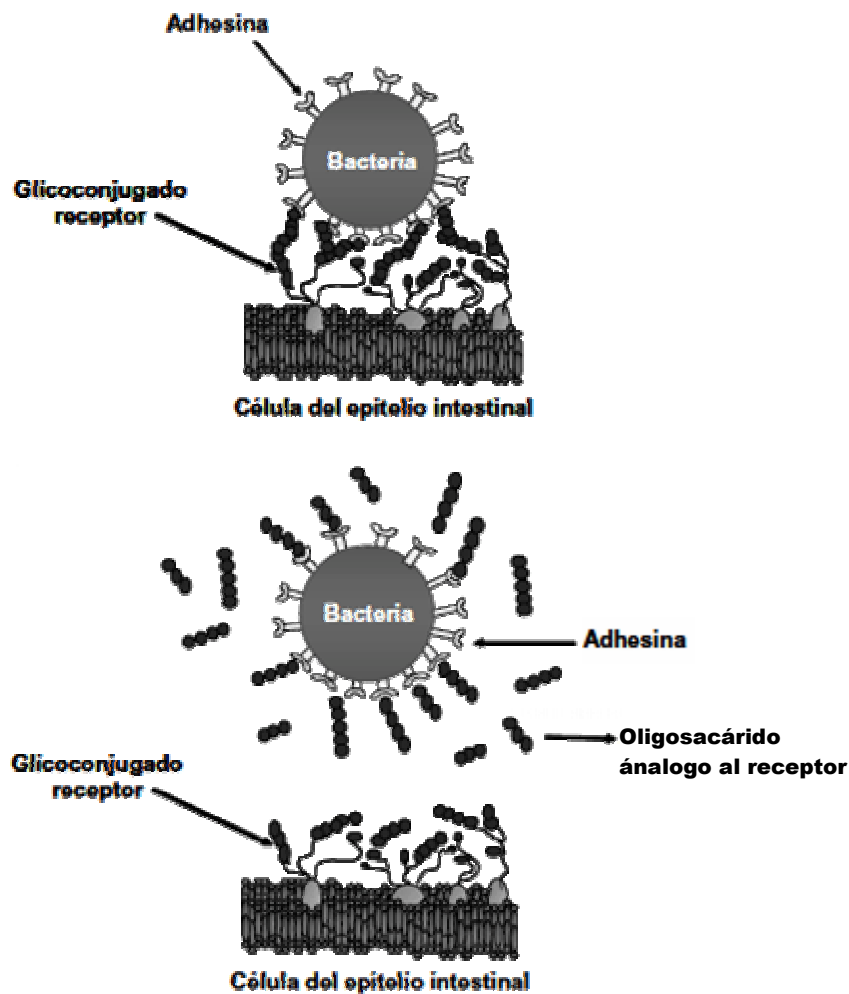 Adhesina
Bacteria
Glicoconjugado
receptor
Célula del epitelio intestinal
Bacteria
Adhesina
Oligosacárido
ánalogo al receptor
Glicoconjugado
receptor
Célula del epitelio intestinal